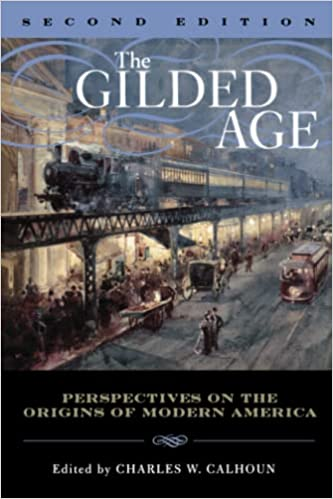 SECOND EDITION
The
GILDED
AGE
PERSPECTIVES ON THE
ORIGINS OF MODERN AMERICA
Edited by CHARLES W. CALHOUN